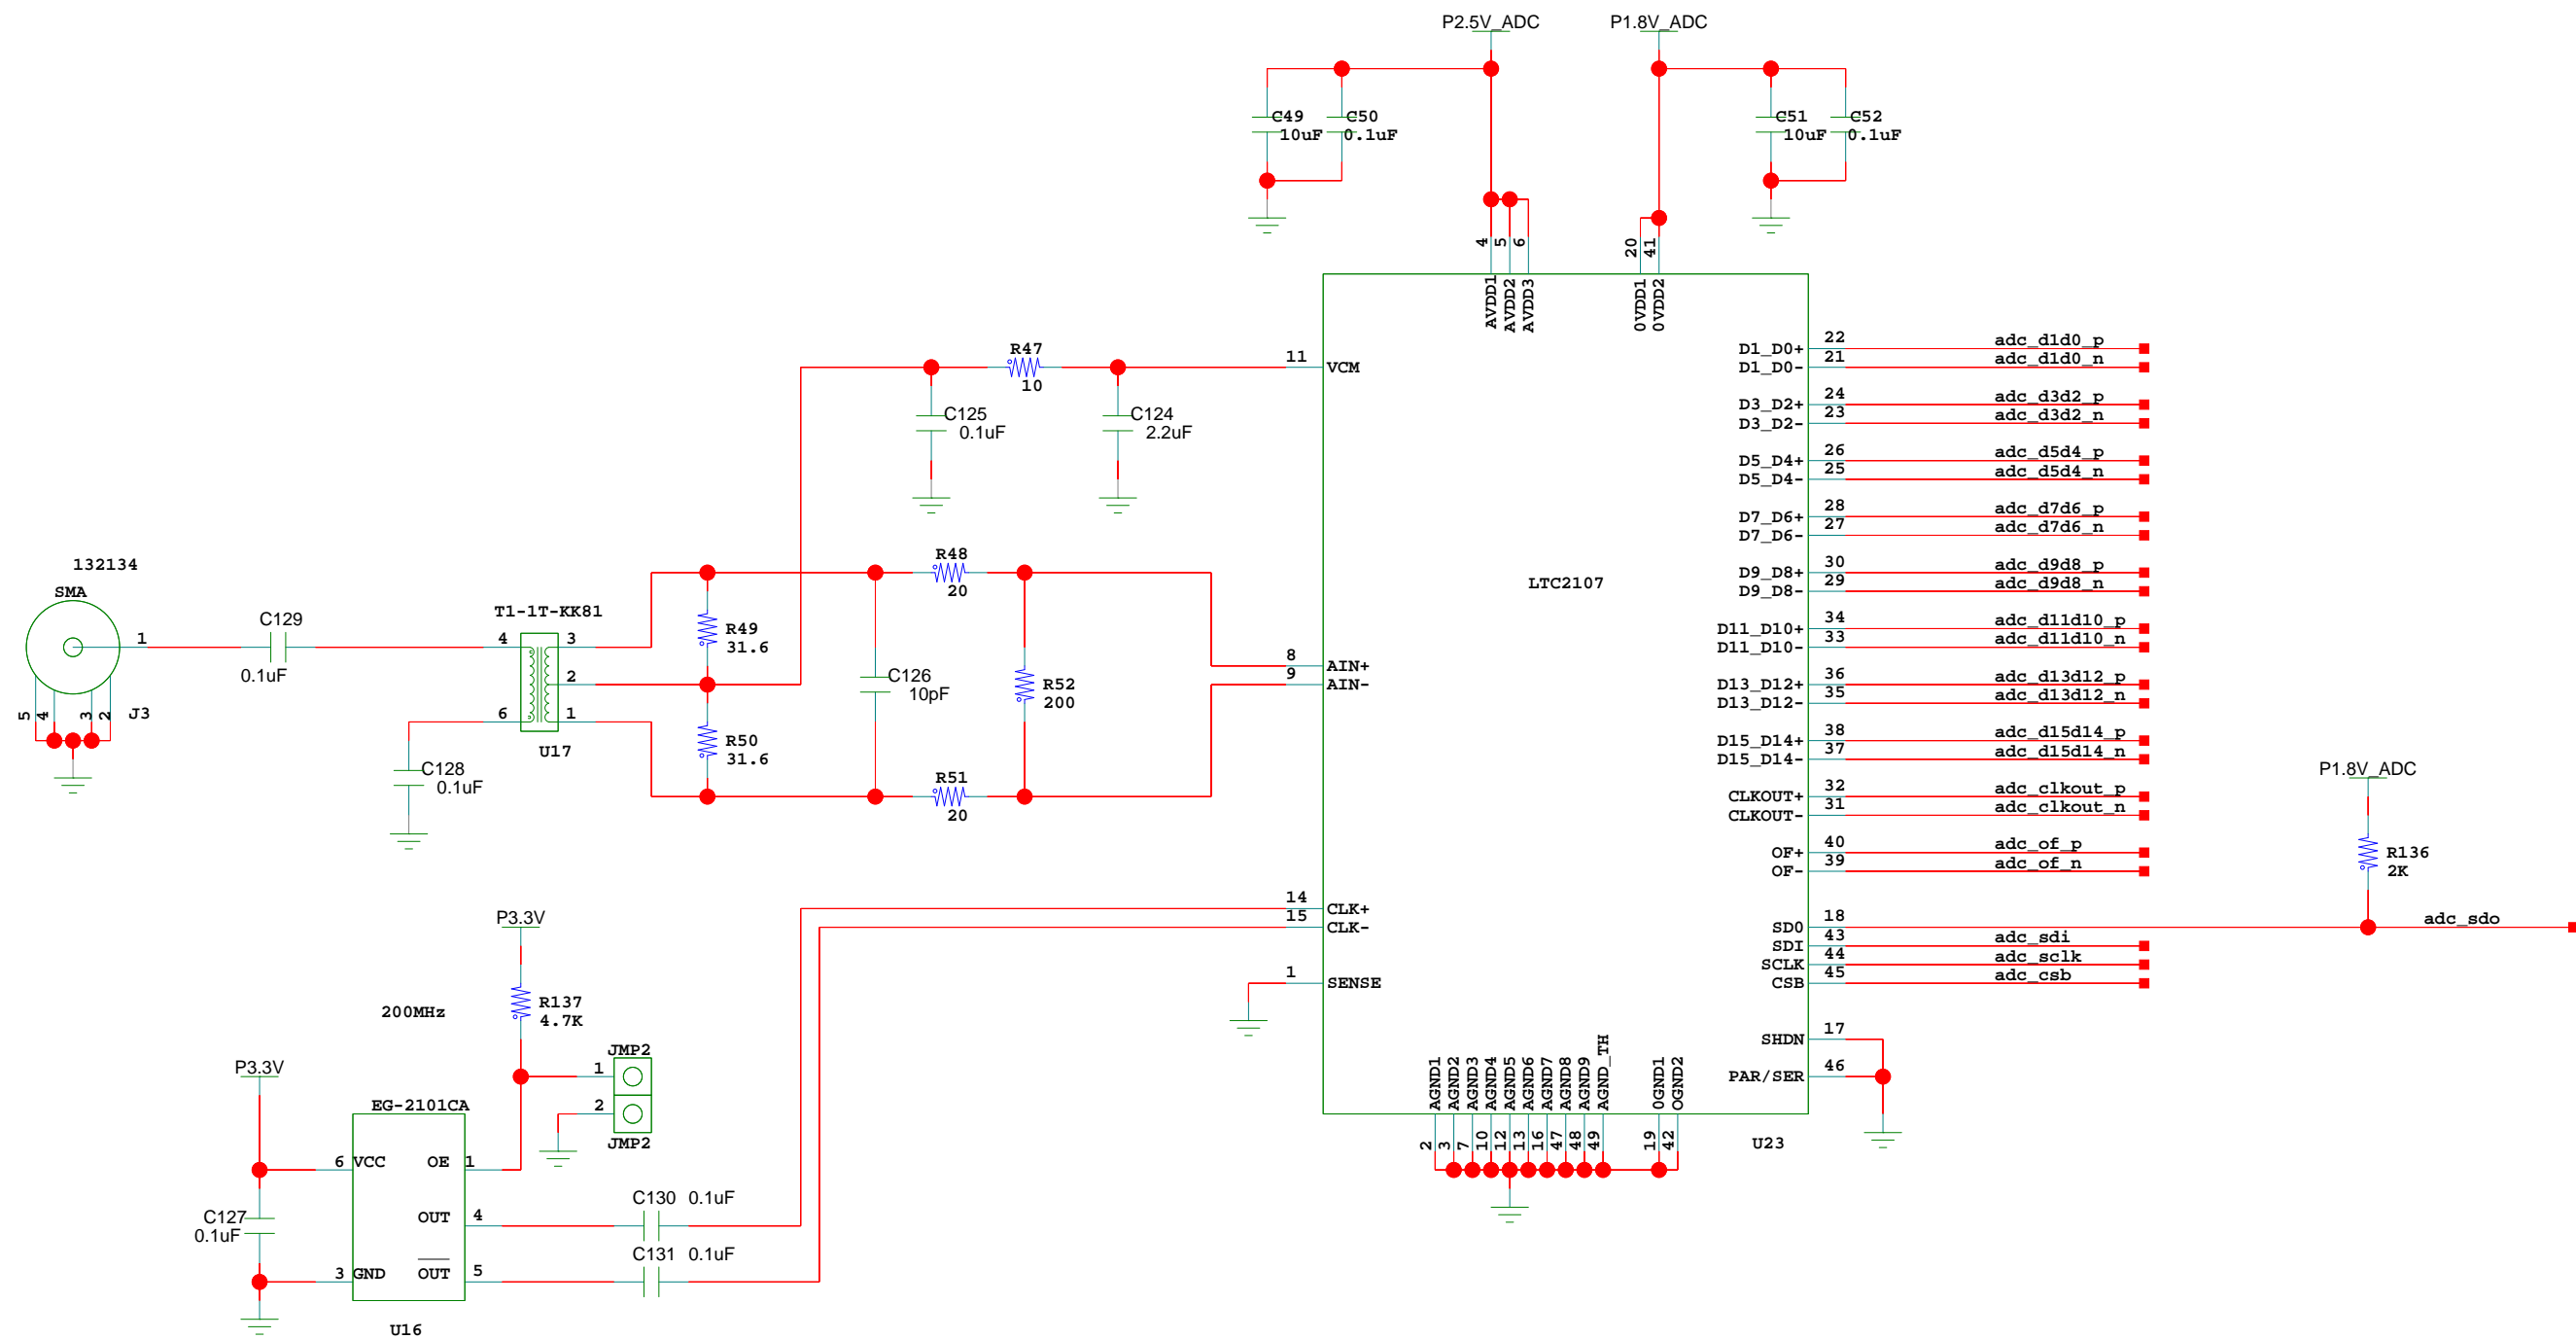 P2.5V_ADC
P1.8V_ADC
C49
10uF
C50
0.1uF
C51
10uF
C52
0.1uF
4
5
6
20
41
AVDD1
AVDD2
AVDD3
0VDD1
0VDD2
R47
10
11
VCM
C125
0.1uF
C124
2.2uF
132134
SMA
1
5
4
3
2
J3
C129
0.1uF
T1-1T-KK81
4
3
2
6
1
U17
C128
0.1uF
R49
31.6
R50
31.6
R48
20
C126
10pF
R52
200
R51
20
8
AIN+
9
AIN-
LTC2107
D1_D0+ 22 adc_d1d0_p
D1_D0- 21 adc_d1d0_n
D3_D2+ 24 adc_d3d2_p
D3_D2- 23 adc_d3d2_n
D5_D4+ 26 adc_d5d4_p
D5_D4- 25 adc_d5d4_n
D7_D6+ 28 adc_d7d6_p
D7_D6- 27 adc_d7d6_n
D9_D8+ 30 adc_d9d8_p
D9_D8- 29 adc_d9d8_n
D11_D10+ 34 adc_d11d10_p
D11_D10- 33 adc_d11d10_n
D13_D12+ 36 adc_d13d12_p
D13_D12- 35 adc_d13d12_n
D15_D14+ 38 adc_d15d14_p
D15_D14- 37 adc_d15d14_n
CLKOUT+ 32 adc_clkout_p
CLKOUT- 31 adc_clkout_n
OF+ 40 adc_of_p
OF- 39 adc_of_n
P1.8V_ADC
R136
2K
SD0 18 adc_sdo
SDI 43 adc_sdi
SCLK 44 adc_sclk
CSB 45 adc_csb
SHDN 17
PAR/SER 46
14
CLK+
15
CLK-
1
SENSE
AGND1
AGND2
AGND3
AGND4
AGND5
AGND6
AGND7
AGND8
AGND9
AGND_TH
0GND1
OGND2
2
3
7
10
12
13
16
47
48
49
19
42
U23
P3.3V
R137
4.7K
200MHz
JMP2
1
2
JMP2
P3.3V
EG-2101CA
6 VCC
OE 1
OUT 4
3 GND
OUT 5
C127
0.1uF
C130 0.1uF
C131 0.1uF
U16